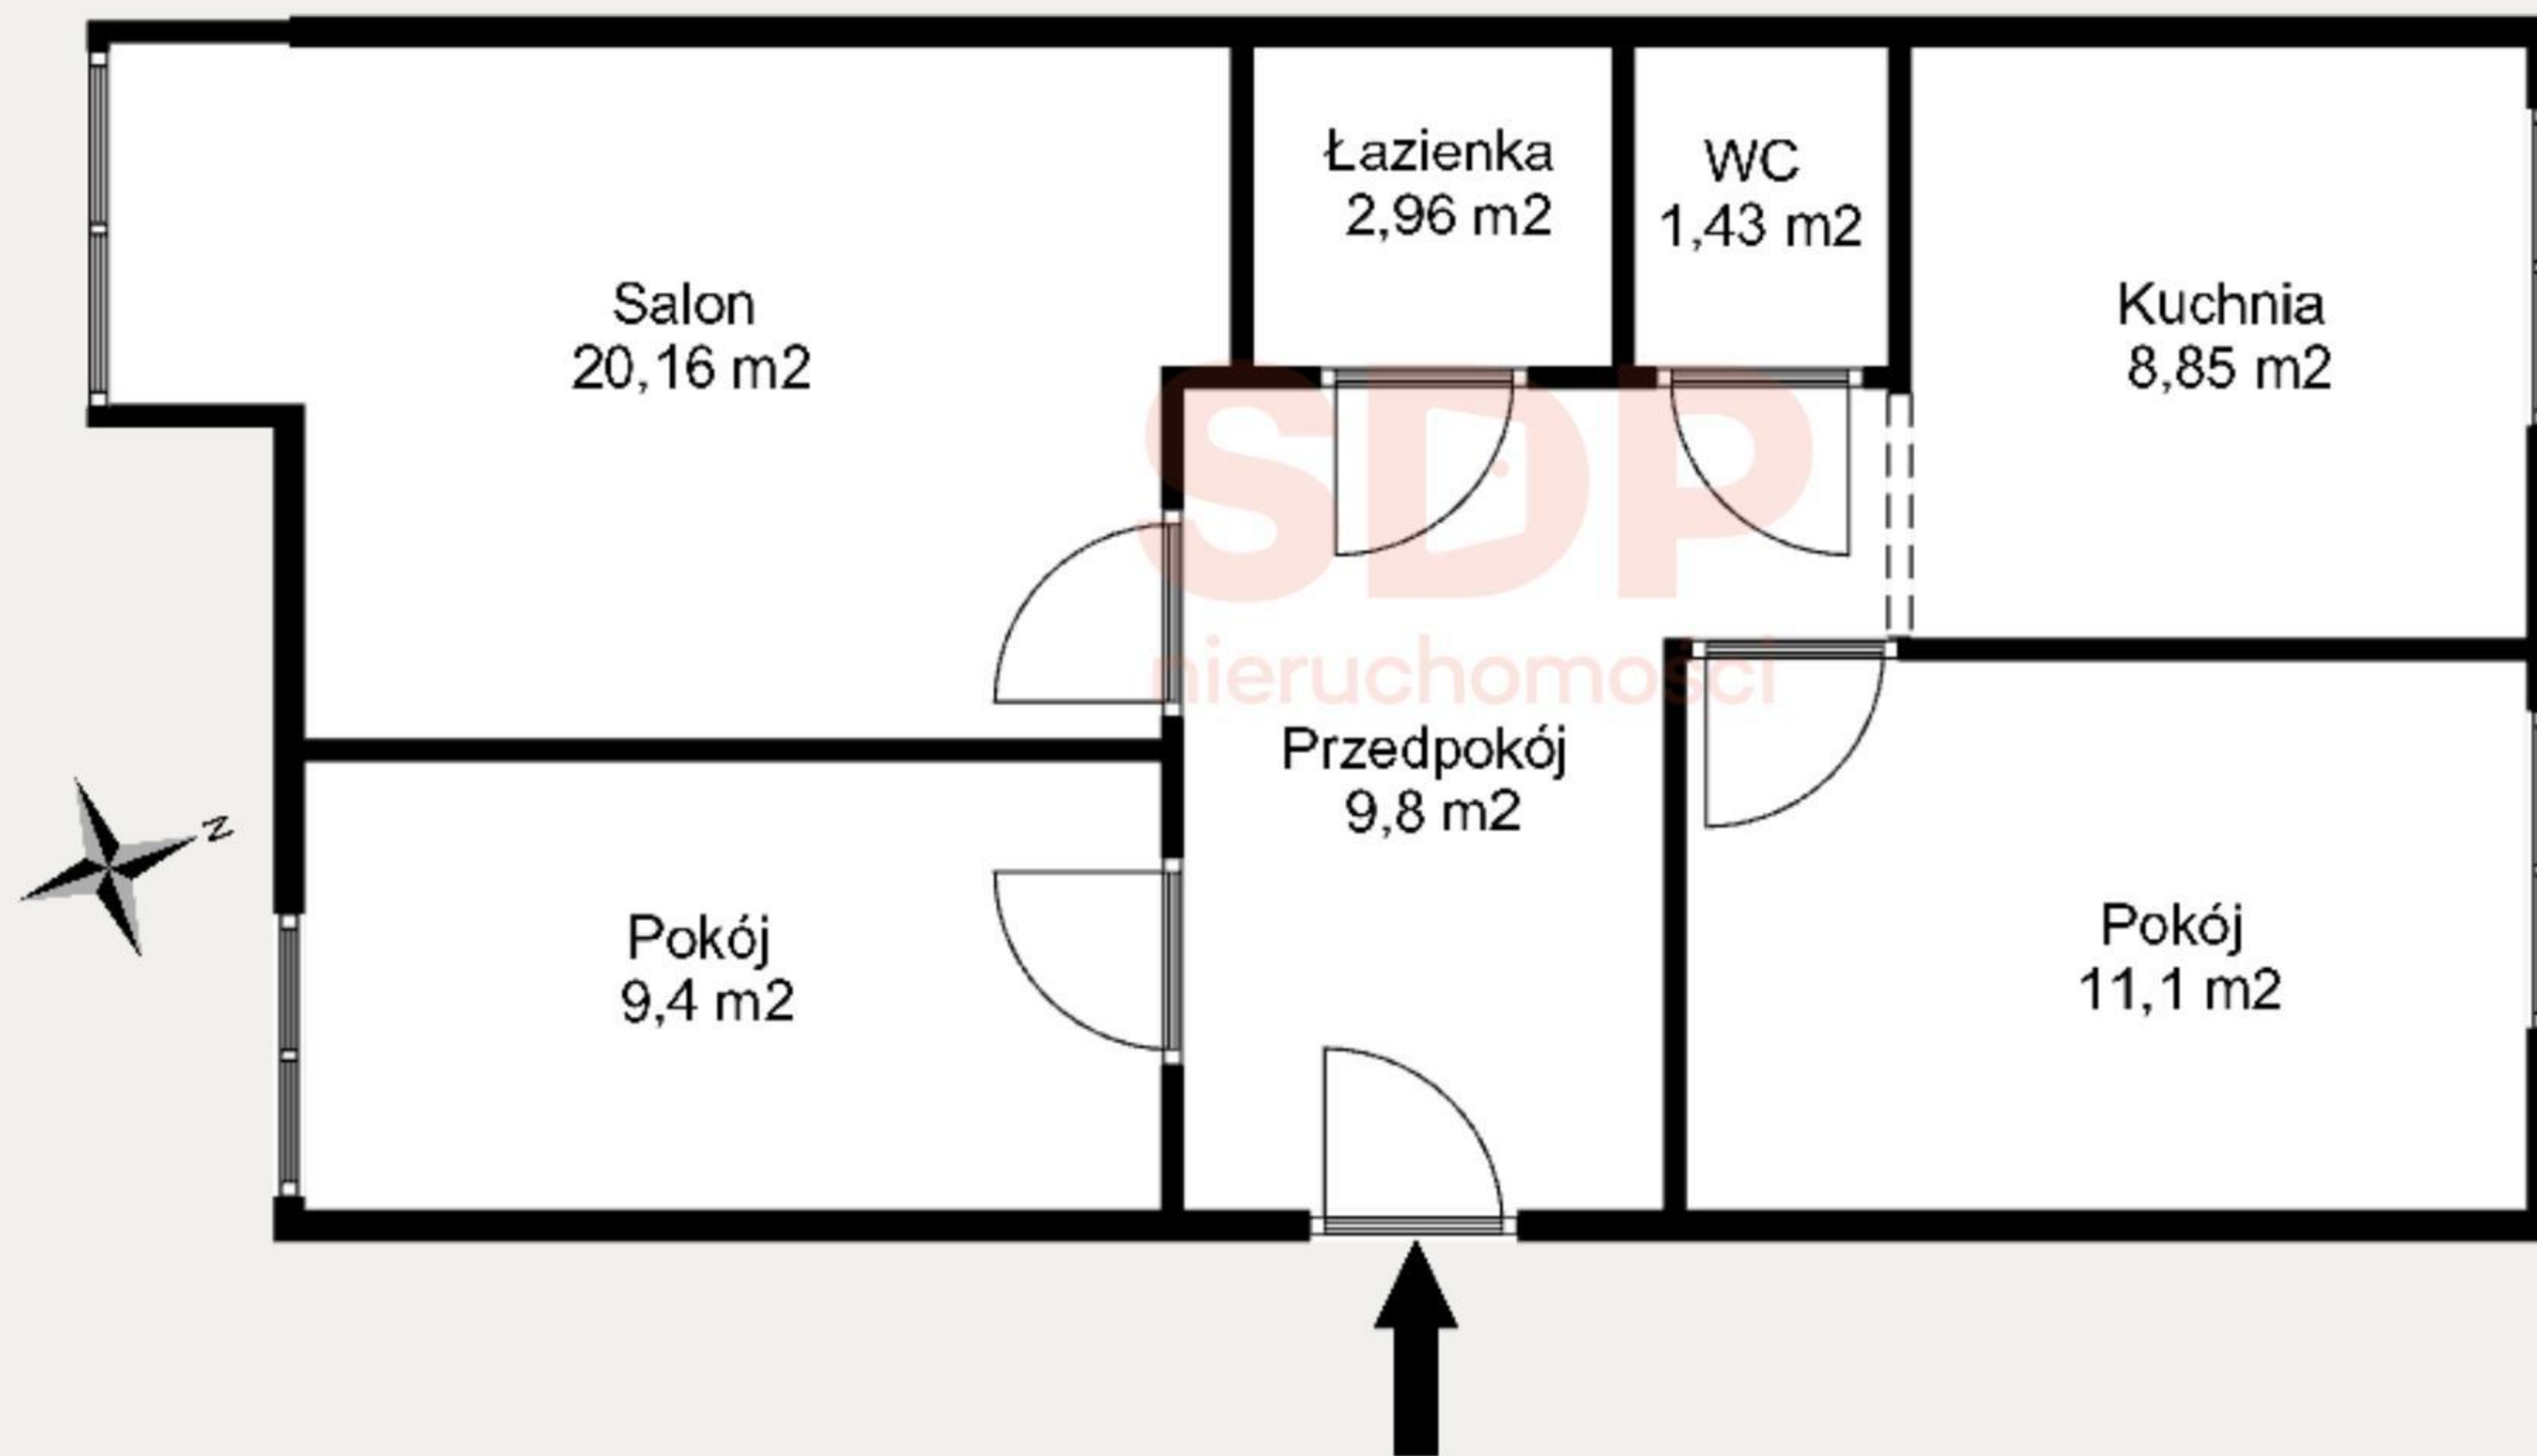 Łazienka
2,96 m2
WC
1,43 m2
Salon
20,16 m2
Kuchnia
8,85 m2
SDP
nieruchomości
Przedpokój
9,8 m2
N
Pokój
9,4 m2
Pokój
11,1 m2